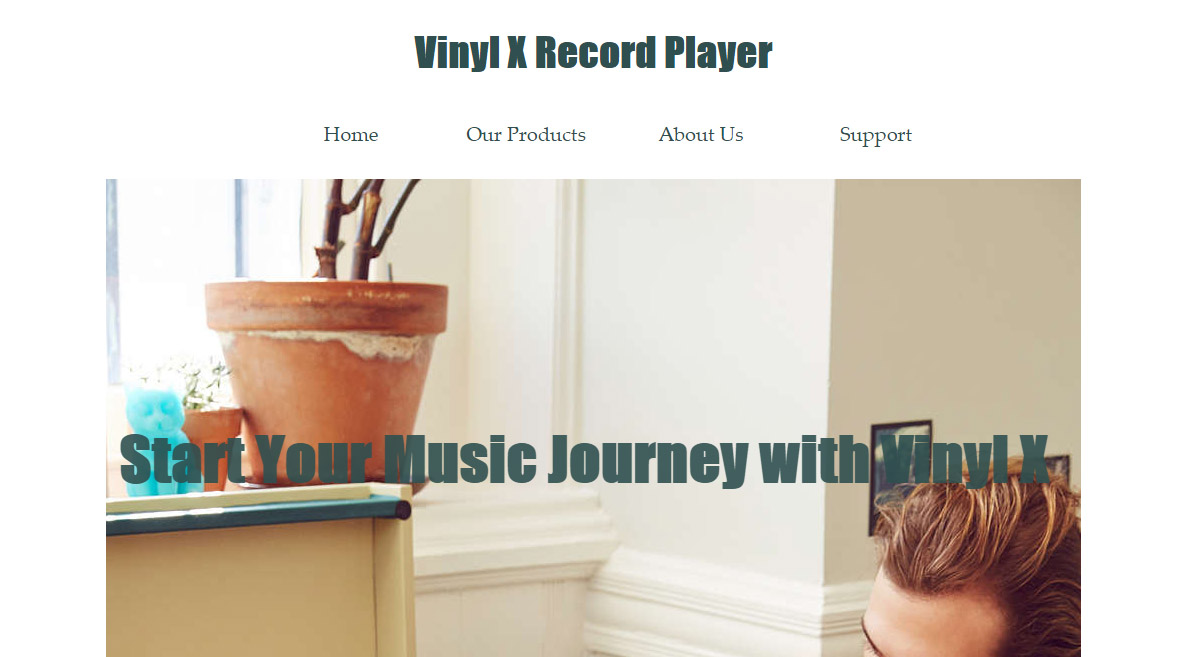 Vinyl X Record Player
Home Our Products About Us Support
Start Your Music Journey with Vinyl X